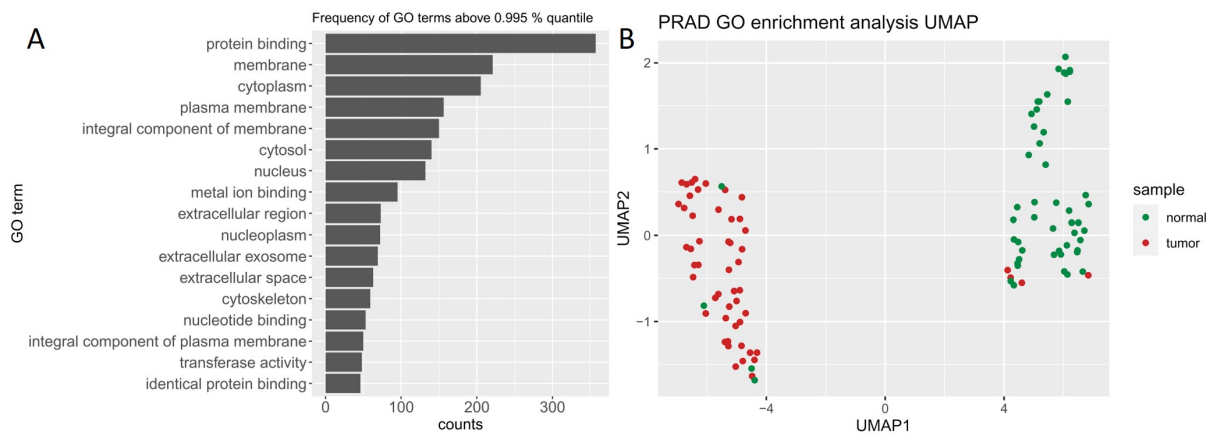 A
Frequency of GO terms above 0.995 % quantile
GO term
protein binding
membrane
cytoplasm
plasma membrane
integral component of membrane
cytosol
nucleus
metal ion binding
extracellular region
nucleoplasm
extracellular exosome
extracellular space
cytoskeleton
nucleotide binding
integral component of plasma membrane
transferase activity
identical protein binding
0 100 200 300
counts
B
PRAD GO enrichment analysis UMAP
UMAP2
2
1
0
−1
−4 0 4
UMAP1
sample
normal
tumor